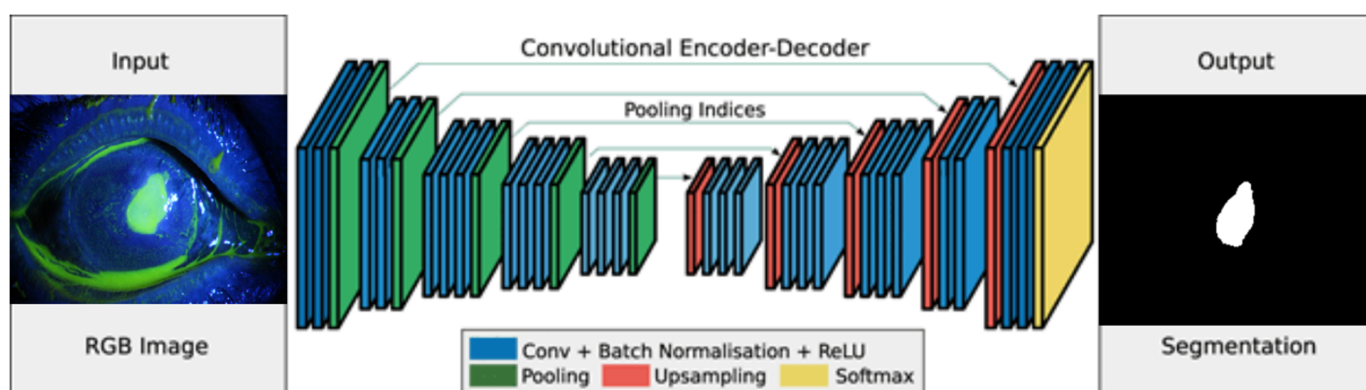 Input
RGB Image
Convolutional Encoder-Decoder
Pooling Indices
Conv + Batch Normalisation + ReLU
Pooling Upsampling Softmax
Output
Segmentation